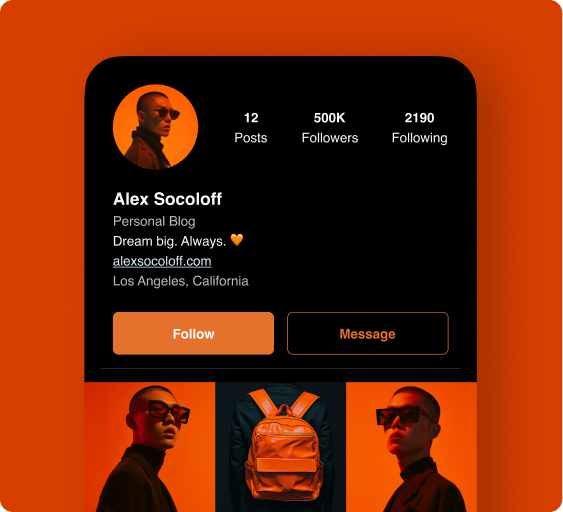 12 500K 2190
Posts Followers Following
Alex Socoloff
Personal Blog
Dream big. Always. 🧡
alexsocoloff.com
Los Angeles, California
Follow Message